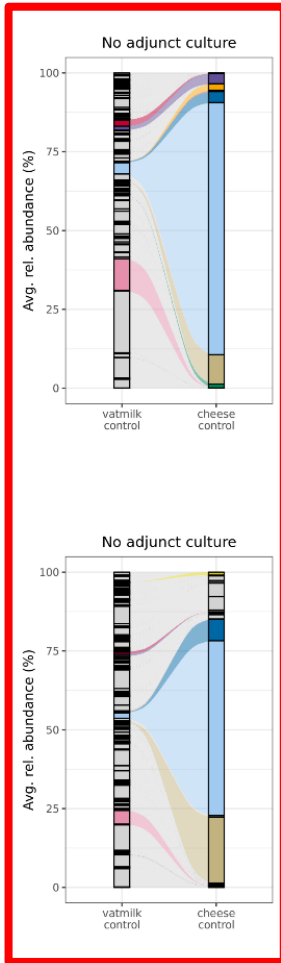 No adjunct culture
Avg. rel. abundance (%)
100
75
50
25
0
vatmilk
control
cheese
control
No adjunct culture
Avg. rel. abundance (%)
100
75
50
25
0
vatmilk
control
cheese
control